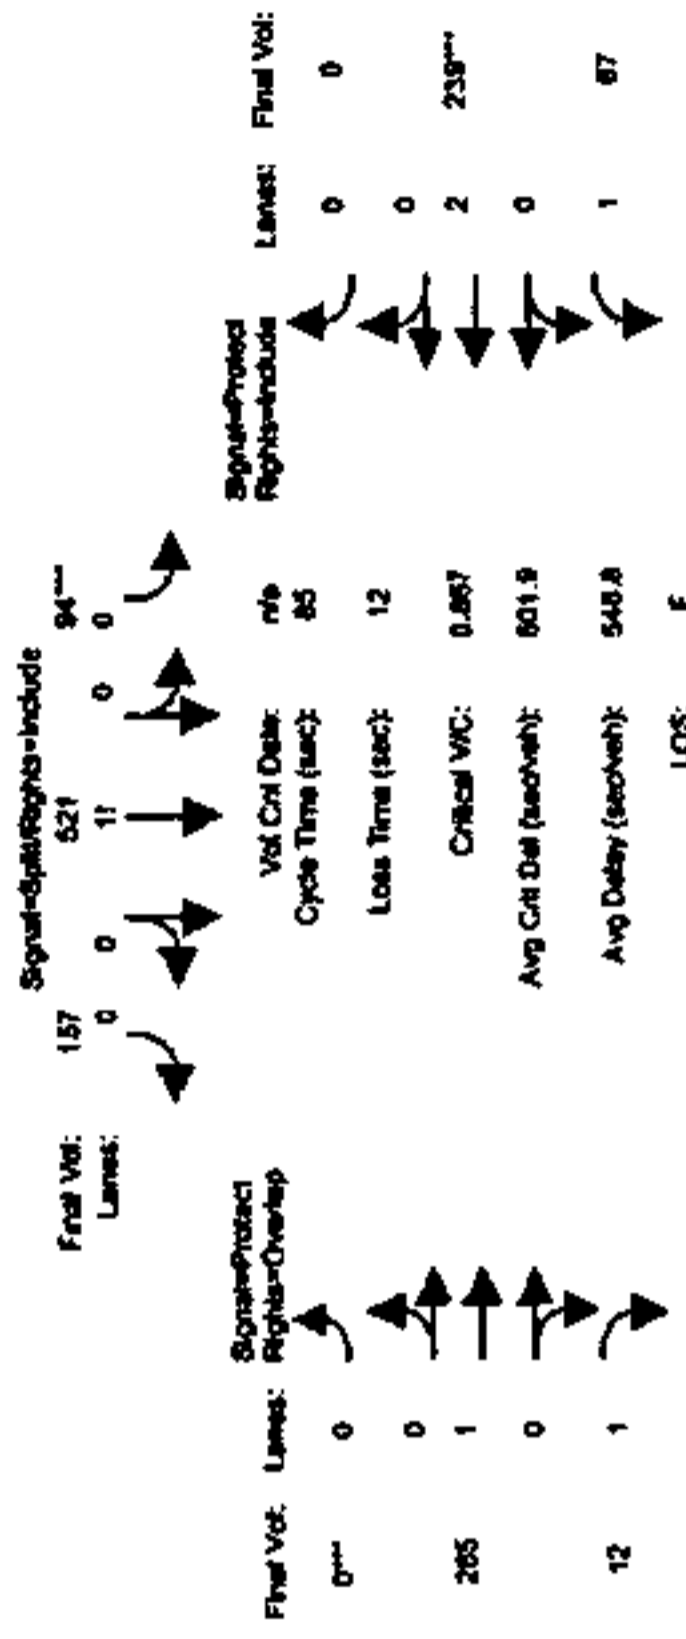 Signal=Split/Rights=Include
Final Vol: 157 521 94***
Lanes: 0 0 1! 0 0
Signal=Protect
Rights=Overlap
Signal=Protect
Rights=Include
Final Vol: Lanes:
Lanes: Final Vol:
Vol Cnt Date: n/a
Cycle Time (sec):
0*** 0
0 0
Loss Time (sec): 12
0
0
265 1
Critical V/C:
2 239***
0
Avg Crit Del (sec/veh):
0
12 1
Avg Delay (sec/veh):
1
LOS: F